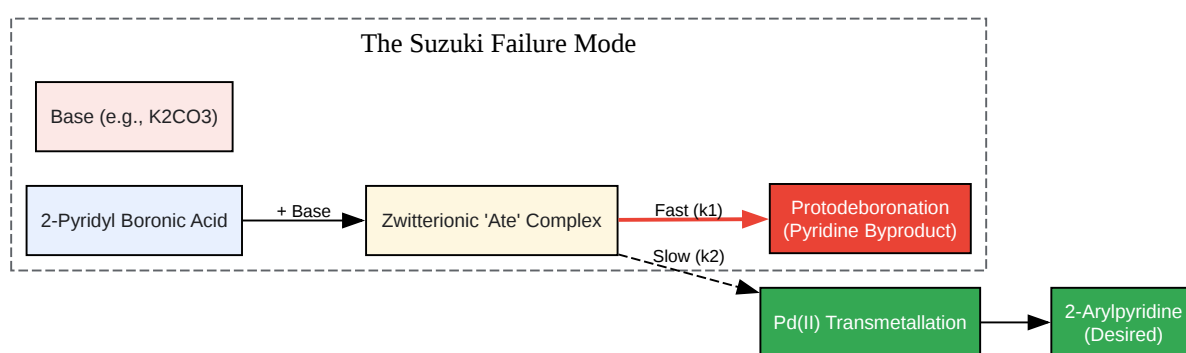 The Suzuki Failure Mode
Base (e.g., K2CO3)
2-Pyridyl Boronic Acid
+ Base
Zwitterionic 'Ate' Complex
Fast (k1)
Protodeboronation
(Pyridine Byproduct)
Slow (k2)
Pd(II) Transmetallation
2-Arylpyridine
(Desired)